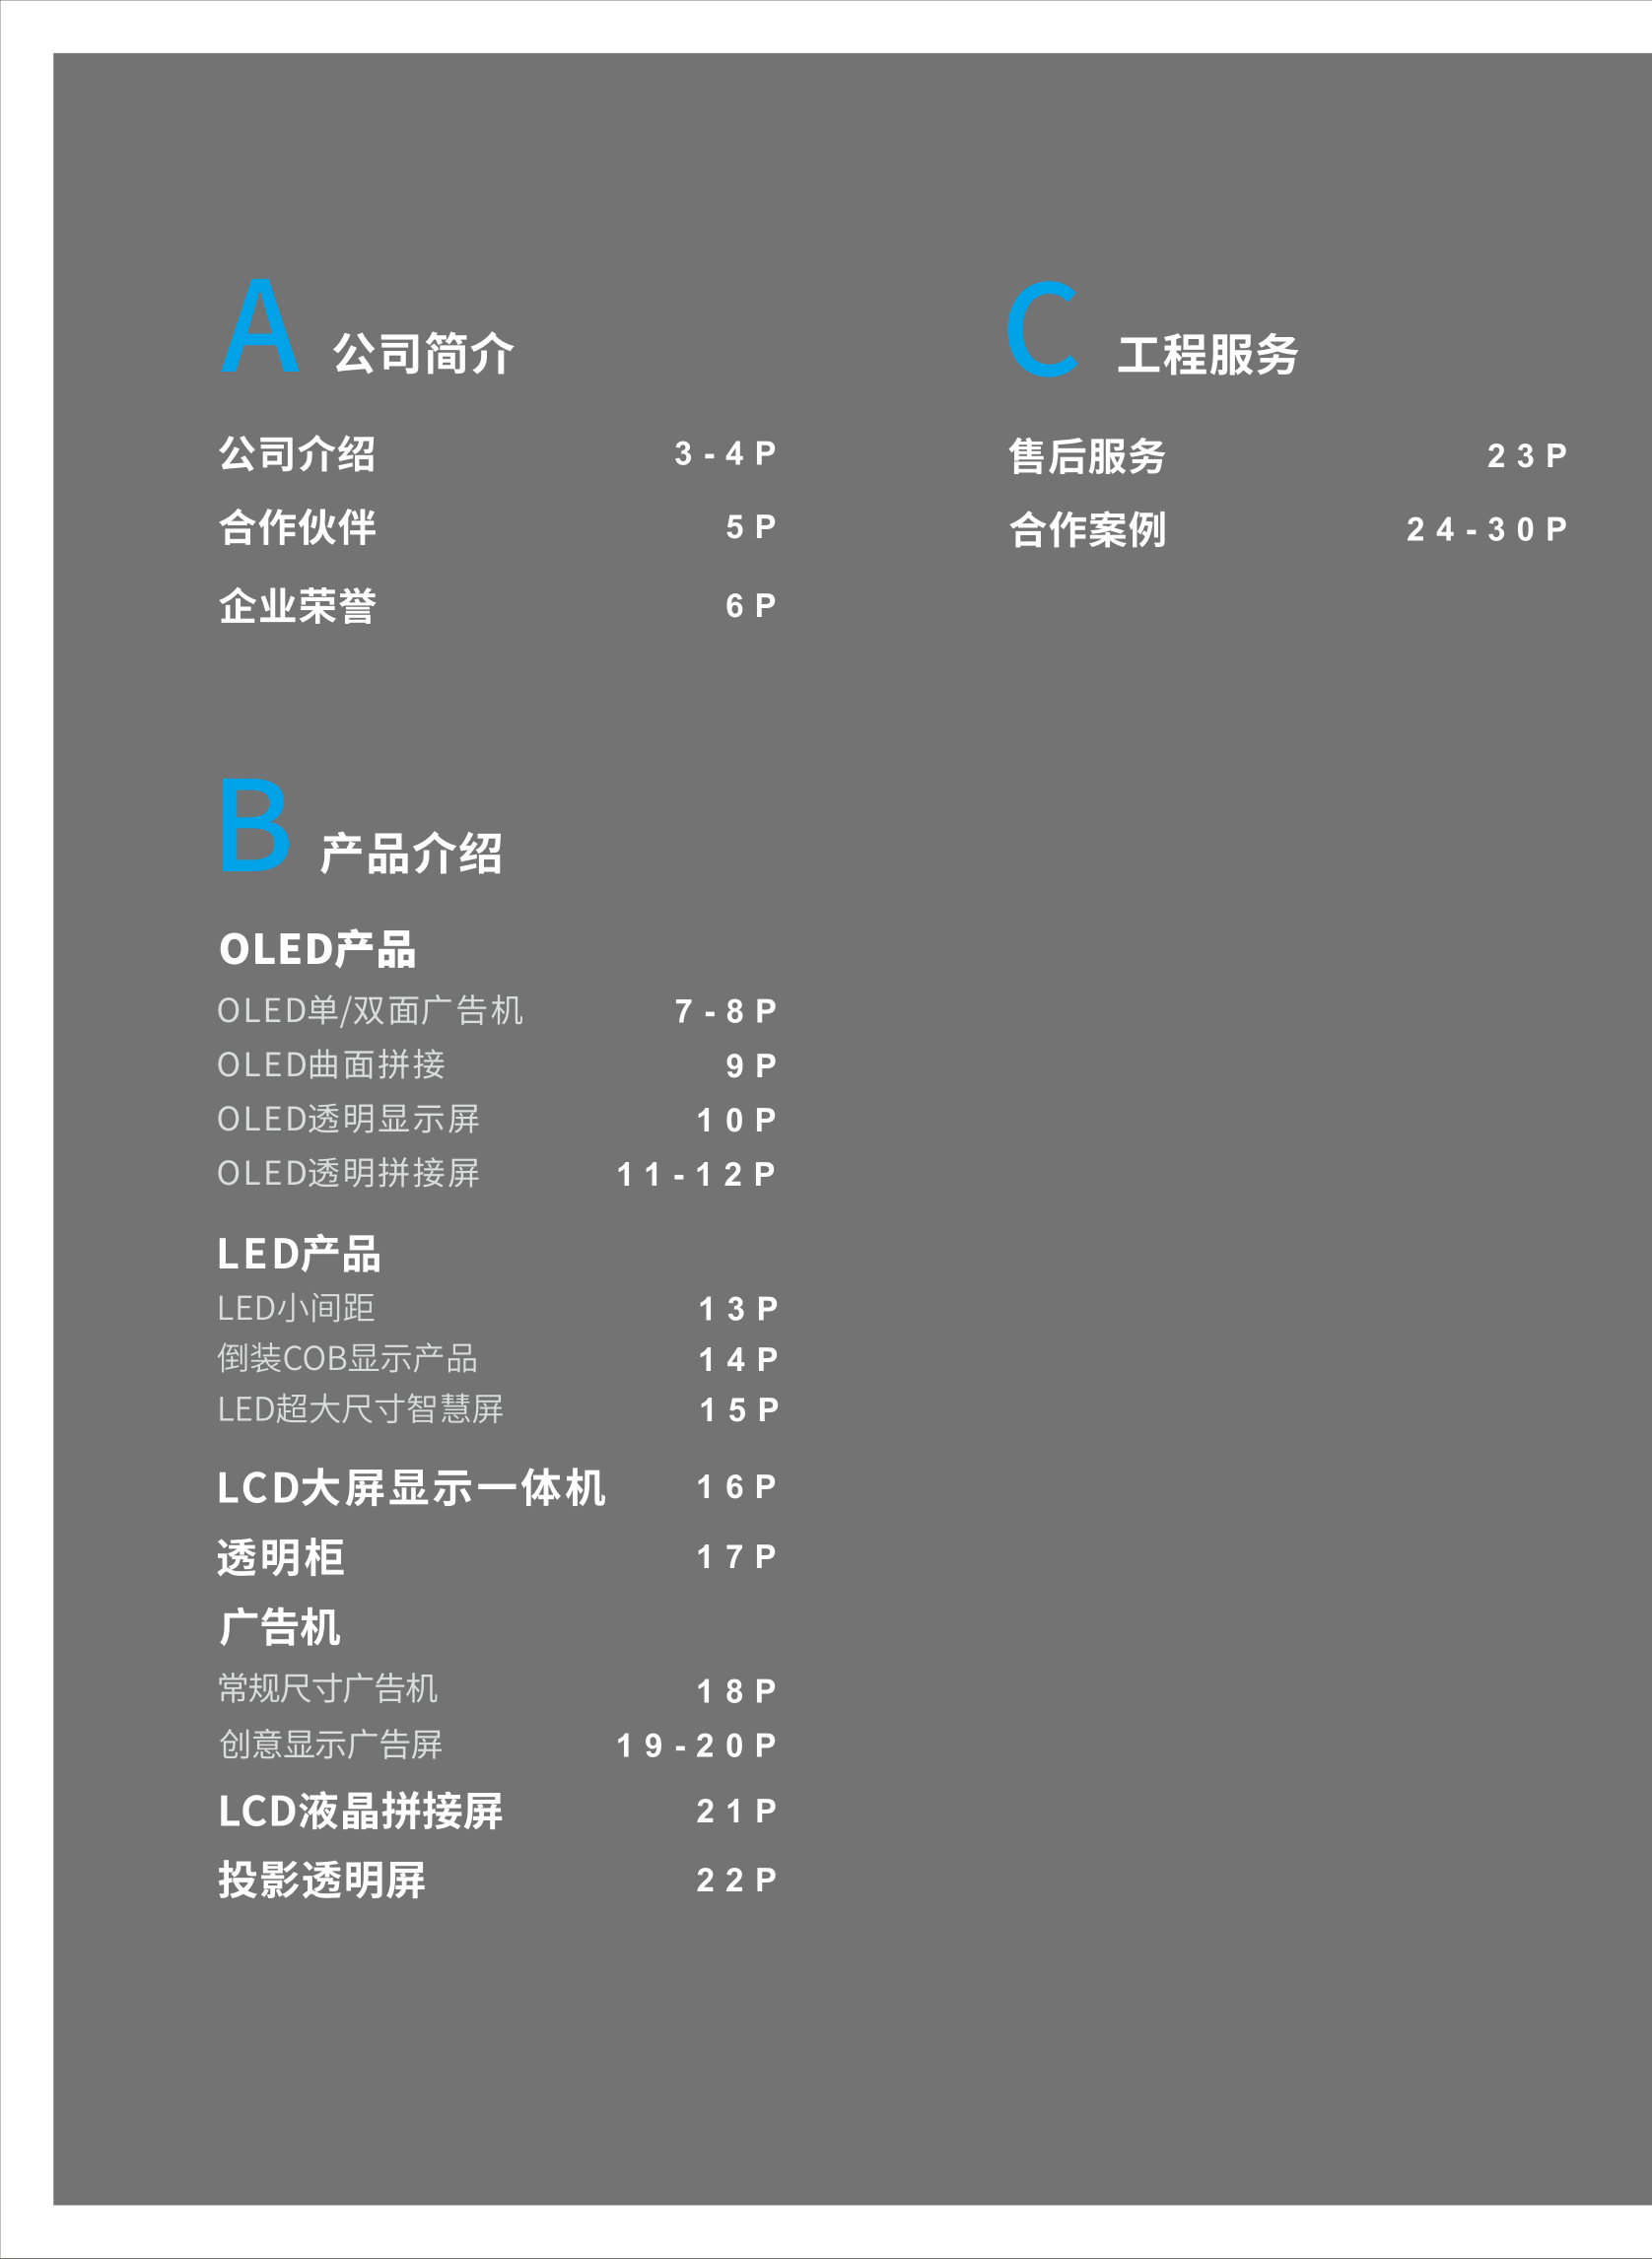 A 公司简介
公司介绍 3-4P
合作伙伴 5P
企业荣誉 6P
B 产品介绍
OLED产品
OLED单/双面广告机 7-8P
OLED曲面拼接 9P
OLED透明显示屏 10P
OLED透明拼接屏 11-12P
LED产品
LED小间距 13P
倒装COB显示产品 14P
LED超大尺寸智慧屏 15P
LCD大屏显示一体机 16P
透明柜 17P
广告机
常规尺寸广告机 18P
创意显示广告屏 19-20P
LCD液晶拼接屏 21P
投影透明屏 22P
C 工程服务
售后服务 23P
合作案例 24-30P